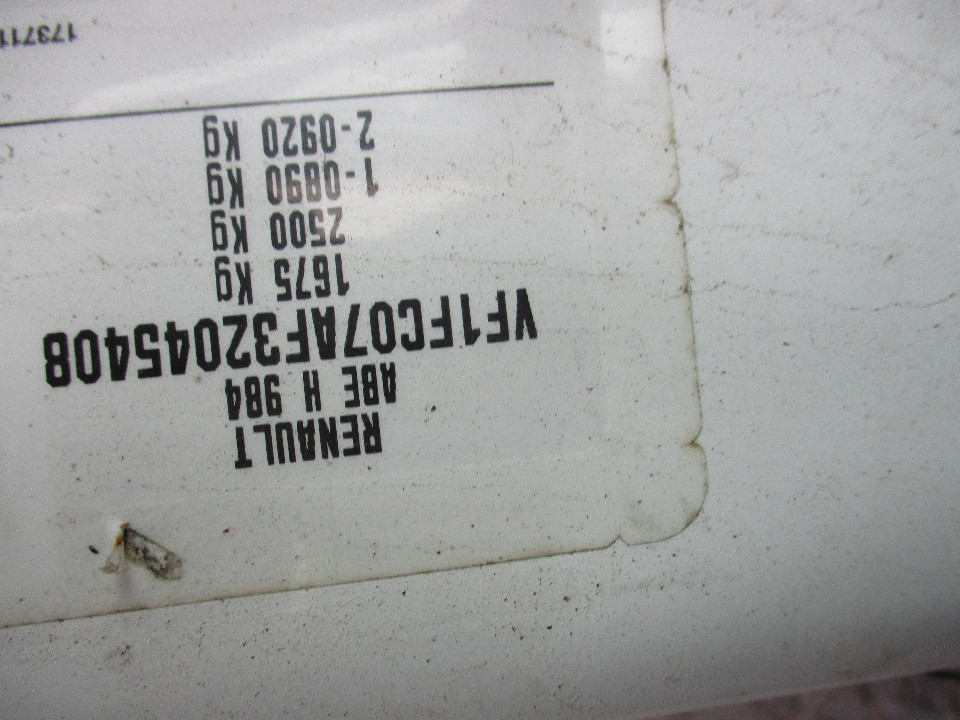 RENAULT
ABE H 984
VF1FC07AF32045408
1675 Kg
2500 Kg
1-0890 Kg
2-0920 Kg